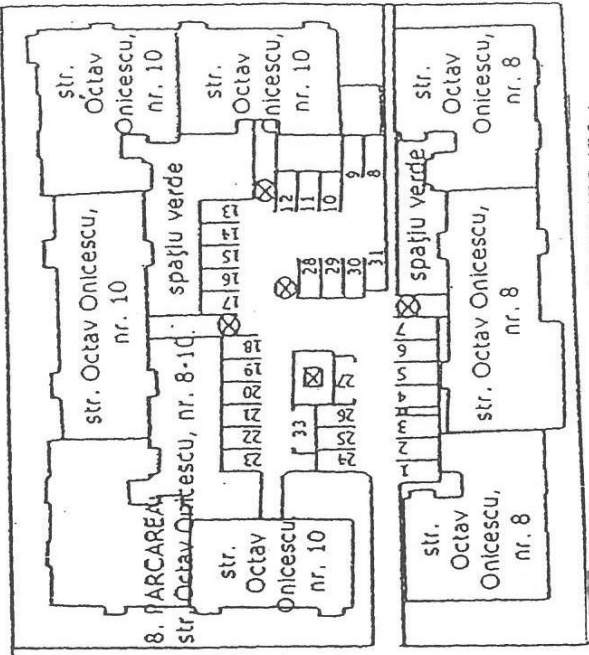 str.
Octav
Onicescu,
nr. 10
str.
Octav
Onicescu,
nr. 10
str.
Octav
Onicescu,
nr. 8
spațiu verde
spațiu verde
str. Octav Onicescu,
nr. 10
str. Octav Onicescu,
nr. 8
13
14
15
16
17
12
11
10
9
8
28
29
30
31
18
19
20
21
22
23
33
27
26
25
24
7
6
5
4
3
2
1
8. PARCAREA,
str. Octav Onicescu, nr. 8-10.
str.
Octav
Onicescu,
nr. 10
str.
Octav
Onicescu,
nr. 8